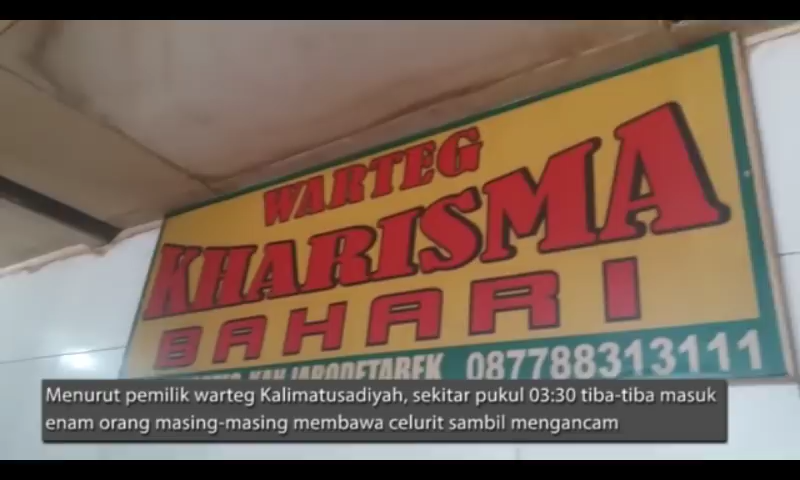 WARTEG
KHARISMA
BAHARI
JABODETABEK 087788313111
Menurut pemilik warteg Kalimatusadiyah, sekitar pukul 03:30 tiba-tiba masuk
enam orang masing-masing membawa celurit sambil mengancam